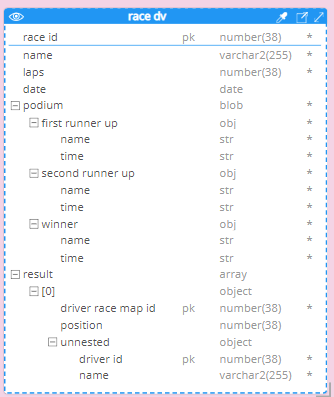 race dv
race id pk number(38) *
name varchar2(255) *
laps number(38) *
date date
podium blob *
first runner up obj *
name str *
time str *
second runner up obj *
name str *
time str *
winner obj *
name str *
time str *
result array
[0] object
driver race map id pk number(38) *
position number(38)
unnested object
driver id pk number(38) *
name varchar2(255) *